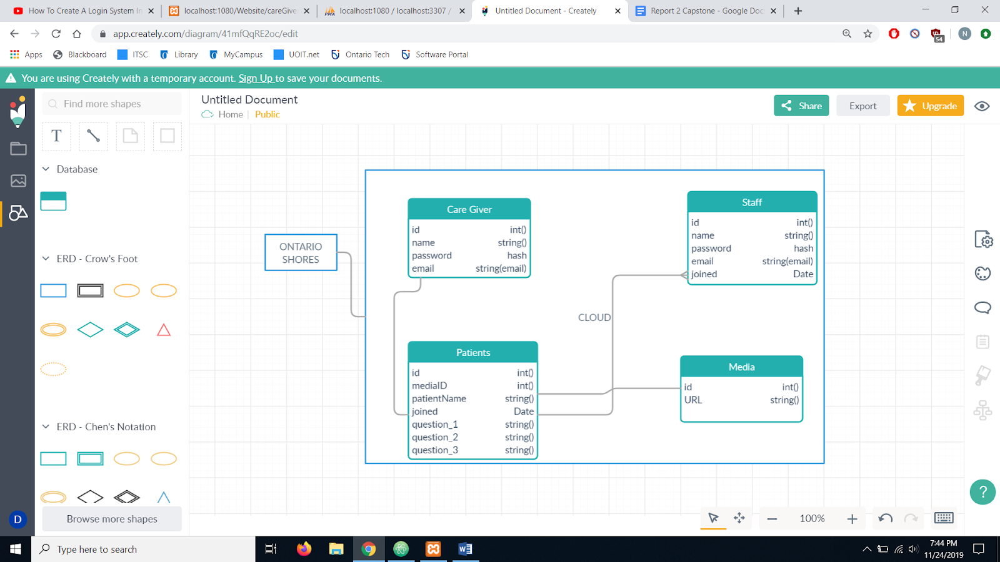 How To Create A Login System In
localhost:1080/Website/careGive
localhost:1080 / localhost:3307 /
Untitled Document - Creately
Report 2 Capstone - Google Doc
app.creately.com/diagram/41mfQqRE2oc/edit
54
N
Apps
Blackboard
ITSC
Library
MyCampus
UOIT.net
Ontario Tech
Software Portal
You are using Creately with a temporary account. Sign Up to save your documents.
Find more shapes
Untitled Document
Home | Public
Share
Export
Upgrade
T
Database
ERD - Crow's Foot
ERD - Chen's Notation
Browse more shapes
D
ONTARIO
SHORES
Care Giver
id int()
name string()
password hash
email string(email)
Staff
id int()
name string()
password hash
email string(email)
joined Date
CLOUD
Patients
id int()
mediaID int()
patientName string()
joined Date
question_1 string()
question_2 string()
question_3 string()
Media
id int()
URL string()
?
100%
Type here to search
7:44 PM
11/24/2019